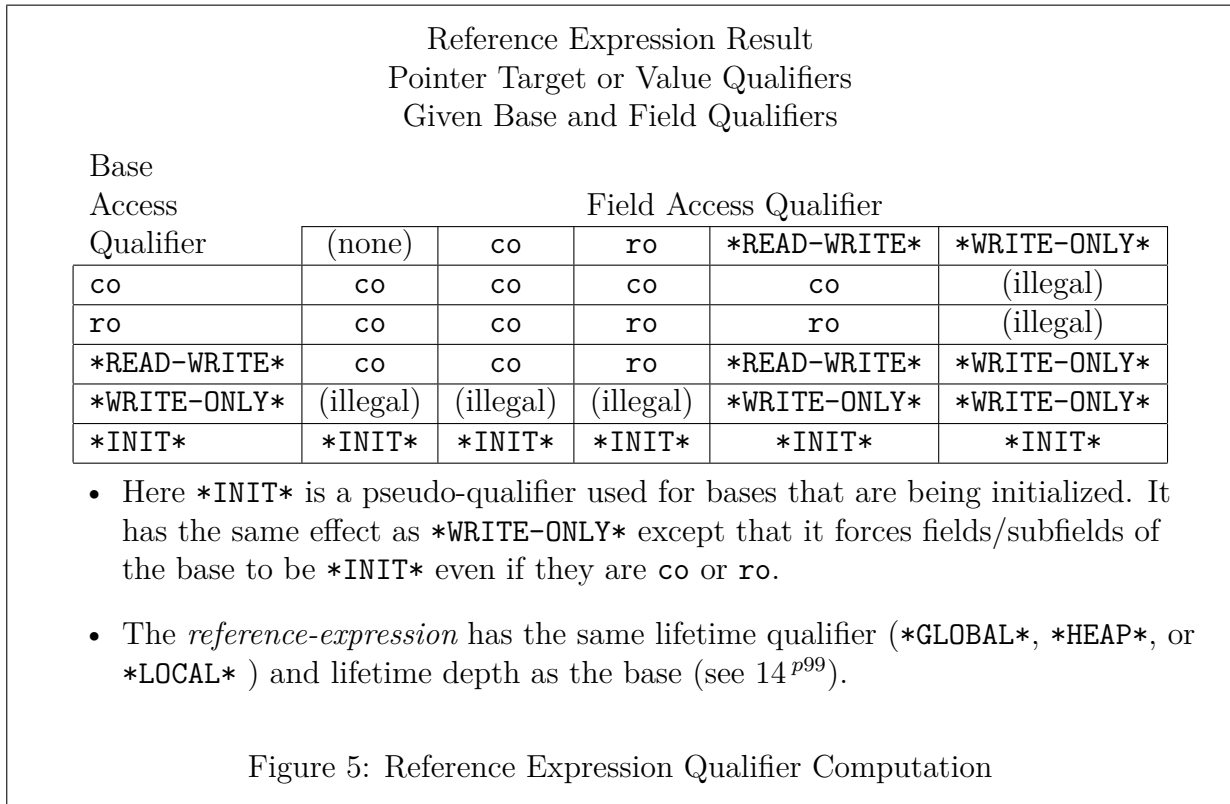 Reference Expression Result
Pointer Target or Value Qualifiers
Given Base and Field Qualifiers
Base
Access Field Access Qualifier
Qualifier (none) co ro *READ-WRITE* *WRITE-ONLY*
co co co co co (illegal)
ro co co ro ro (illegal)
*READ-WRITE* co co ro *READ-WRITE* *WRITE-ONLY*
*WRITE-ONLY* (illegal) (illegal) (illegal) *WRITE-ONLY* *WRITE-ONLY*
*INIT* *INIT* *INIT* *INIT* *INIT* *INIT*
• Here *INIT* is a pseudo-qualifier used for bases that are being initialized. It
has the same effect as *WRITE-ONLY* except that it forces fields/subfields of
the base to be *INIT* even if they are co or ro.
• The reference-expression has the same lifetime qualifier (*GLOBAL*, *HEAP*, or
*LOCAL* ) and lifetime depth as the base (see 14 p99).
Figure 5: Reference Expression Qualifier Computation